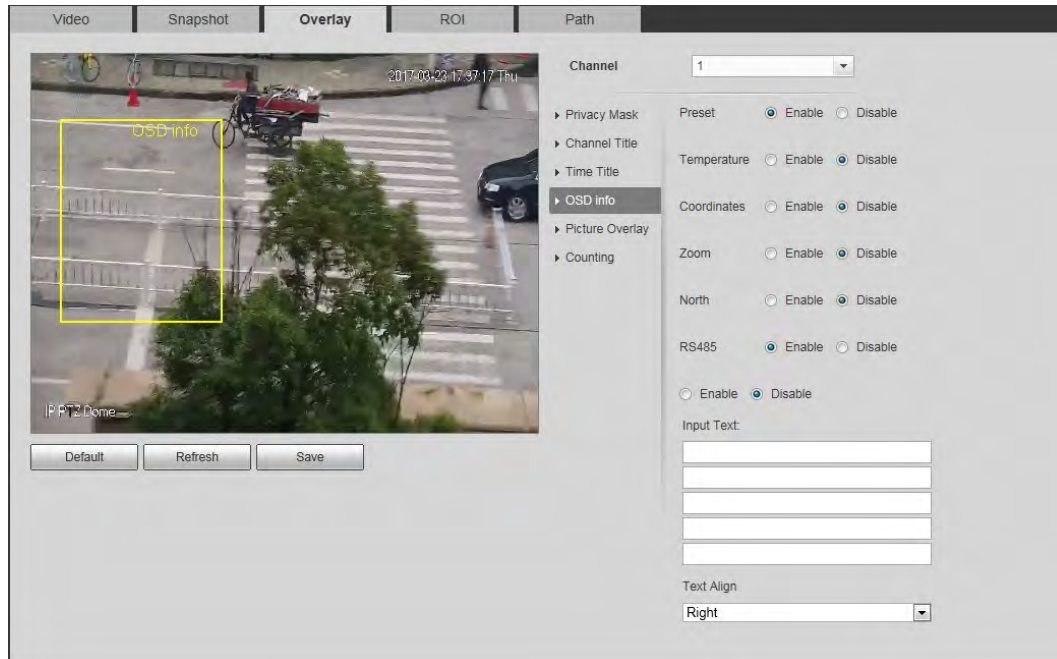 Video Snapshot Overlay ROI Path
2017-03-23 17:37:17 Thu
OSD info
IP PTZ Dome
Default Refresh Save
Channel 1
Privacy Mask
Channel Title
Time Title
OSD info
Picture Overlay
Counting
Preset Enable Disable
Temperature Enable Disable
Coordinates Enable Disable
Zoom Enable Disable
North Enable Disable
RS485 Enable Disable
Enable Disable
Input Text:
Text Align
Right